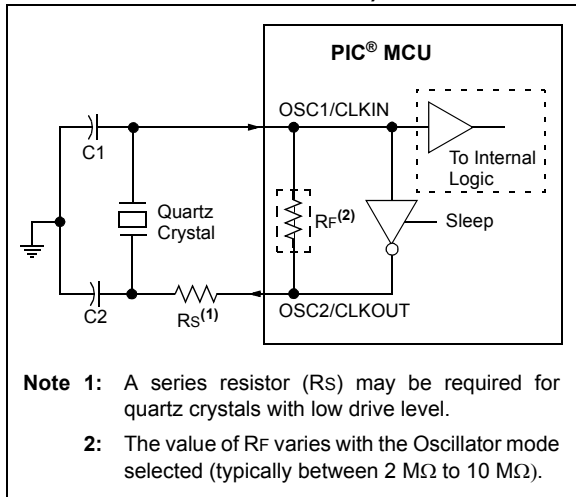 PIC® MCU
OSC1/CLKIN
C1
To Internal
Logic
Quartz
Crystal
RF(2)
Sleep
C2
RS(1)
OSC2/CLKOUT
Note 1: A series resistor (RS) may be required for
quartz crystals with low drive level.
2: The value of RF varies with the Oscillator mode
selected (typically between 2 MΩ to 10 MΩ).